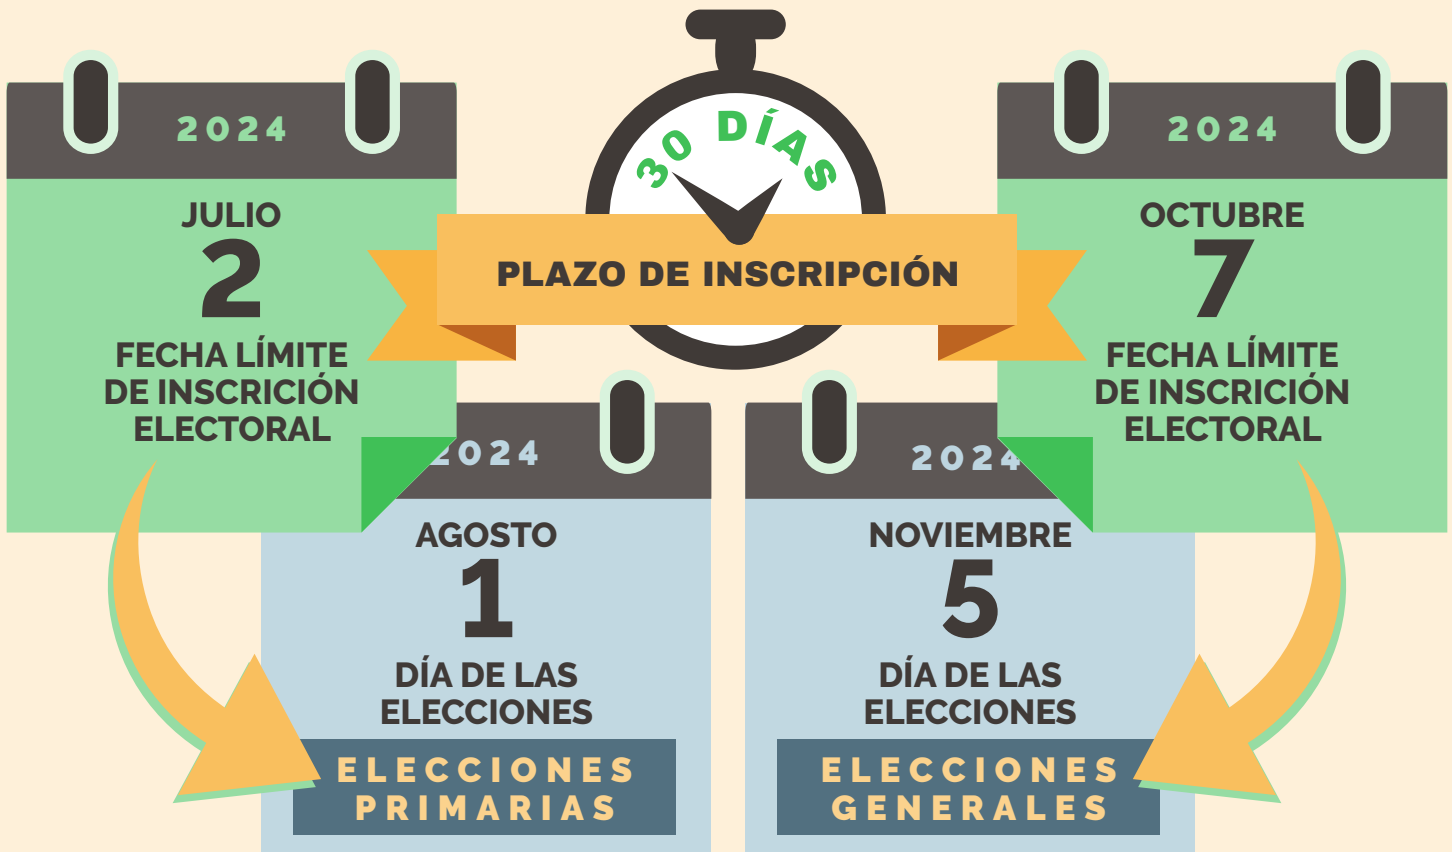 2024
JULIO
2
FECHA LÍMITE
DE INSCRICIÓN
ELECTORAL
30 DÍAS
PLAZO DE INSCRIPCIÓN
2024
OCTUBRE
7
FECHA LÍMITE
DE INSCRICIÓN
ELECTORAL
2024
AGOSTO
1
DÍA DE LAS
ELECCIONES
ELECCIONES
PRIMARIAS
2024
NOVIEMBRE
5
DÍA DE LAS
ELECCIONES
ELECCIONES
GENERALES